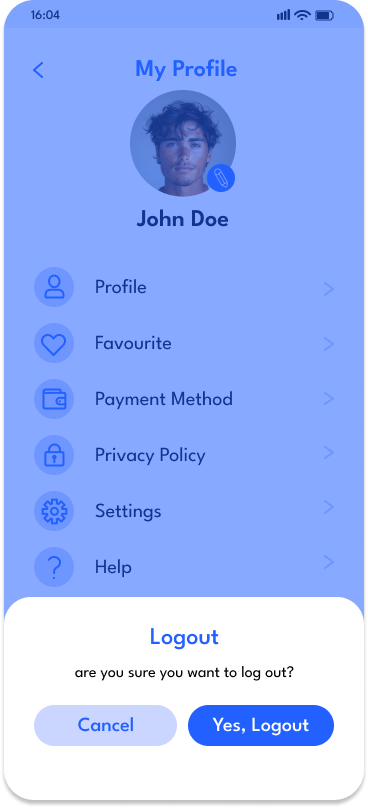 16:04
My Profile
John Doe
Profile
Favourite
Payment Method
Privacy Policy
Settings
Help
Logout
are you sure you want to log out?
Cancel
Yes, Logout